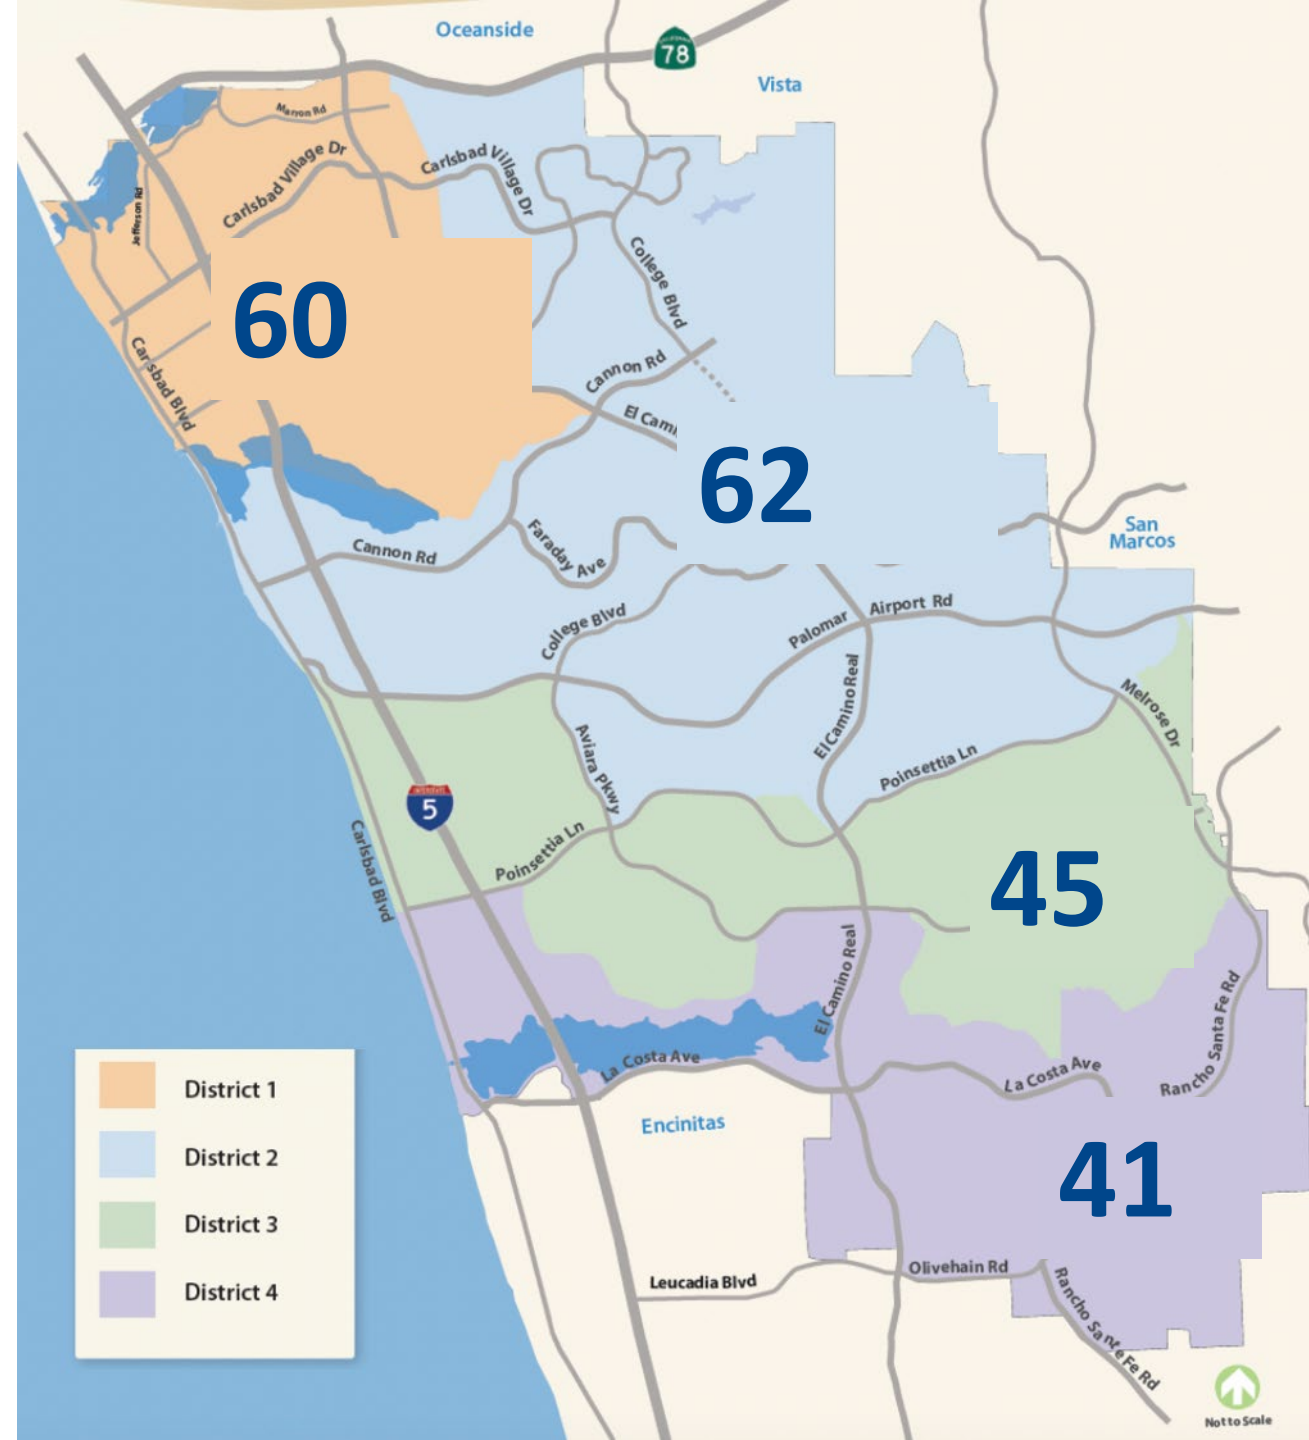 Oceanside
CALIFORNIA
78
Vista
Marron Rd
Carlsbad Village Dr
Carlsbad Village Dr
Jefferson Rd
College Blvd
60
Carlsbad Blvd
Cannon Rd
El Cami
62
San
Marcos
Faraday Ave
Cannon Rd
Palomar Airport Rd
College Blvd
El Camino Real
Melrose Dr
Aviara Pkwy
Poinsettia Ln
INTERSTATE
5
Poinsettia Ln
Carlsbad Blvd
45
El Camino Real
Rancho Santa Fe Rd
La Costa Ave
La Costa Ave
District 1
Encinitas
District 2
41
District 3
Olivehain Rd
Leucadia Blvd
District 4
Rancho Sante Fe Rd
Not to Scale